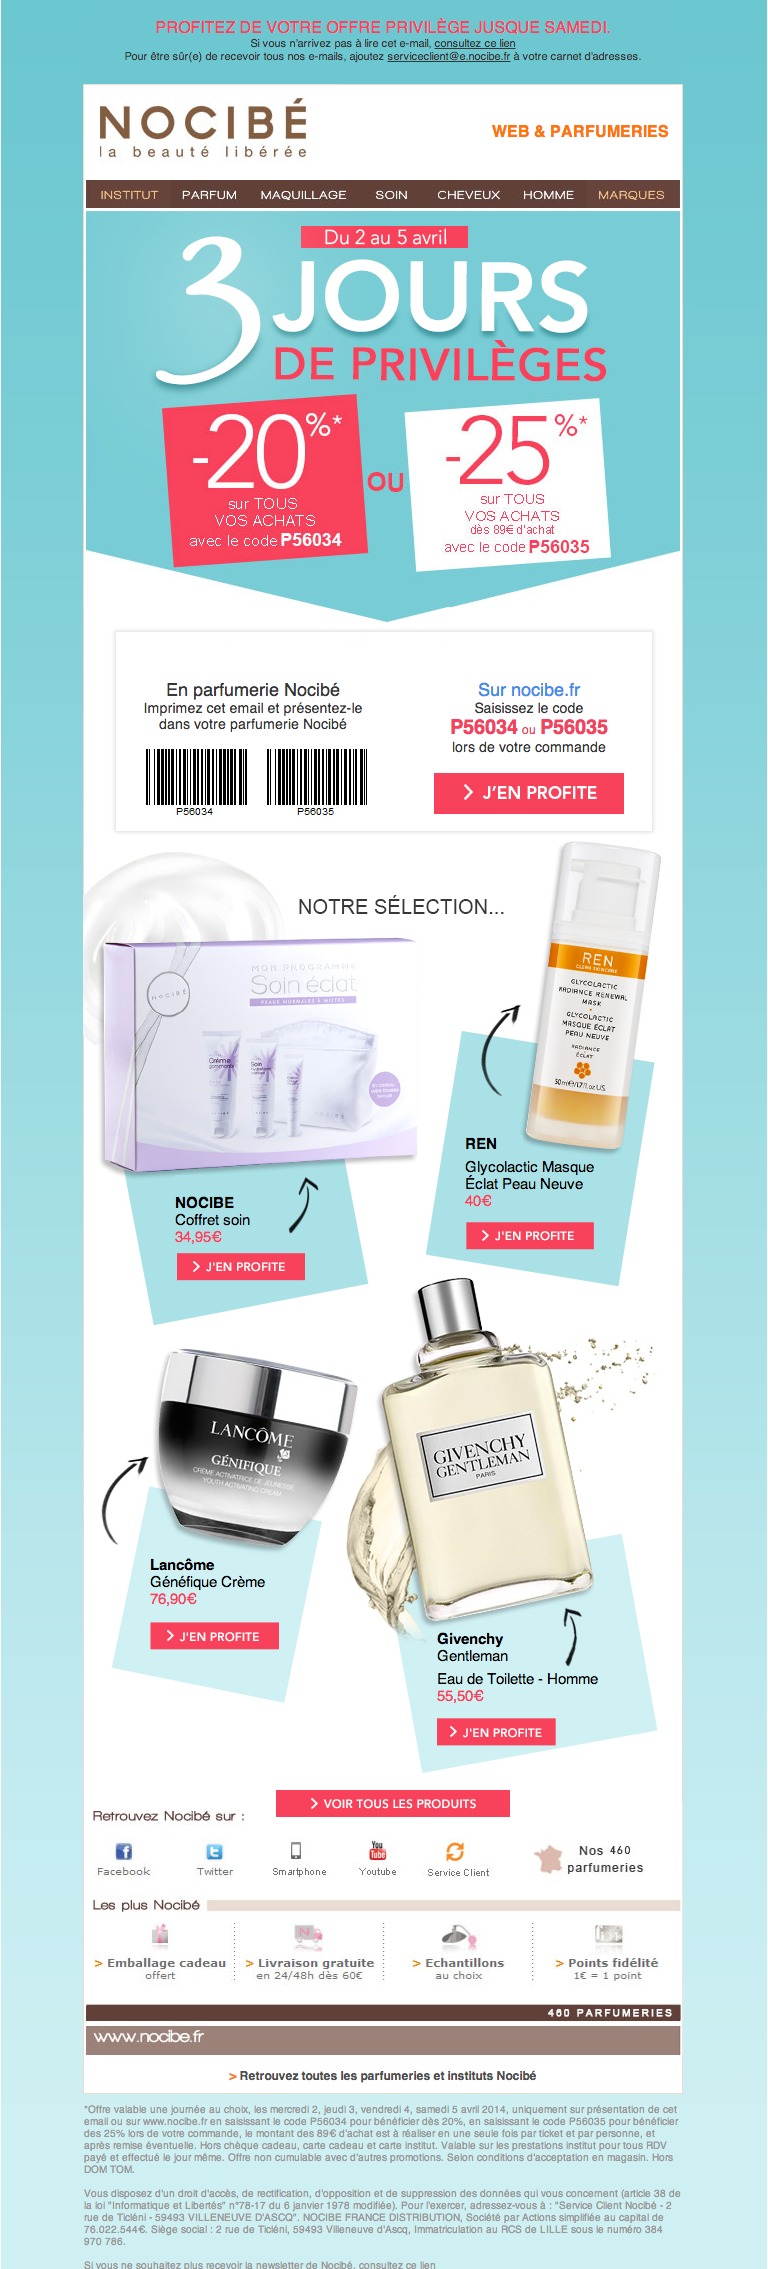 PROFITEZ DE VOTRE OFFRE PRIVILÈGE JUSQUE SAMEDI.
Si vous n'arrivez pas à lire cet e-mail, consultez ce lien
Pour être sûr(e) de recevoir tous nos e-mails, ajoutez serviceclient@e.nocibe.fr à votre carnet d'adresses.
NOCIBÉ
la beauté libérée
WEB & PARFUMERIES
INSTITUT PARFUM MAQUILLAGE SOIN CHEVEUX HOMME MARQUES
Du 2 au 5 avril
3 JOURS
DE PRIVILÈGES
-20%*
sur TOUS
VOS ACHATS
avec le code P56034
OU
-25%*
sur TOUS
VOS ACHATS
dès 89€ d'achat
avec le code P56035
En parfumerie Nocibé
Imprimez cet email et présentez-le
dans votre parfumerie Nocibé
P56034 P56035
Sur nocibe.fr
Saisissez le code
P56034 ou P56035
lors de votre commande
> J'EN PROFITE
NOTRE SÉLECTION...
MON PROGRAMME
Soin éclat
PEAUX NORMALES & MIXTES
NOCIBÉ
Crème
Soin
NOCIBÉ
REN
CLEAN SKINCARE
GLYCOLACTIC
RADIANCE RENEWAL
MASK
GLYCOLACTIC
MASQUE ÉCLAT
PEAU NEUVE
RADIANCE
ÉCLAT
50ml e/1.7fl.oz US.
REN
Glycolactic Masque
Éclat Peau Neuve
40€
> J'EN PROFITE
NOCIBE
Coffret soin
34,95€
> J'EN PROFITE
LANCÔME
GÉNIFIQUE
CRÈME ACTIVATRICE DE JEUNESSE
YOUTH ACTIVATING CREAM
GIVENCHY
GENTLEMAN
PARIS
Lancôme
Généfique Crème
76,90€
> J'EN PROFITE
Givenchy
Gentleman
Eau de Toilette - Homme
55,50€
> J'EN PROFITE
> VOIR TOUS LES PRODUITS
Retrouvez Nocibé sur :
Facebook Twitter Smartphone Youtube Service Client
Nos 460
parfumeries
Les plus Nocibé
> Emballage cadeau
offert
> Livraison gratuite
en 24/48h dès 60€
> Echantillons
au choix
> Points fidélité
1€ = 1 point
460 PARFUMERIES
www.nocibe.fr
> Retrouvez toutes les parfumeries et instituts Nocibé
*Offre valable une journée au choix, les mercredi 2, jeudi 3, vendredi 4, samedi 5 avril 2014, uniquement sur présentation de cet
email ou sur www.nocibe.fr en saisissant le code P56034 pour bénéficier dès 20%, en saisissant le code P56035 pour bénéficier
des 25% lors de votre commande, le montant des 89€ d'achat est à réaliser en une seule fois par ticket et par personne, et
après remise éventuelle. Hors chèque cadeau, carte cadeau et carte institut. Valable sur les prestations institut pour tous RDV
payé et effectué le jour même. Offre non cumulable avec d'autres promotions. Selon conditions d'acceptation en magasin. Hors
DOM TOM.
Vous disposez d'un droit d'accès, de rectification, d'opposition et de suppression des données qui vous concernent (article 38 de
la loi "Informatique et Libertés" n°78-17 du 6 janvier 1978 modifiée). Pour l'exercer, adressez-vous à : "Service Client Nocibé - 2
rue de Ticléni - 59493 VILLENEUVE D'ASCQ". NOCIBE FRANCE DISTRIBUTION, Société par Actions simplifiée au capital de
76.022.544€. Siège social : 2 rue de Ticléni, 59493 Villeneuve d'Ascq, Immatriculation au RCS de LILLE sous le numéro 384
970 786.
Si vous ne souhaitez plus recevoir la newsletter de Nocibé, consultez ce lien